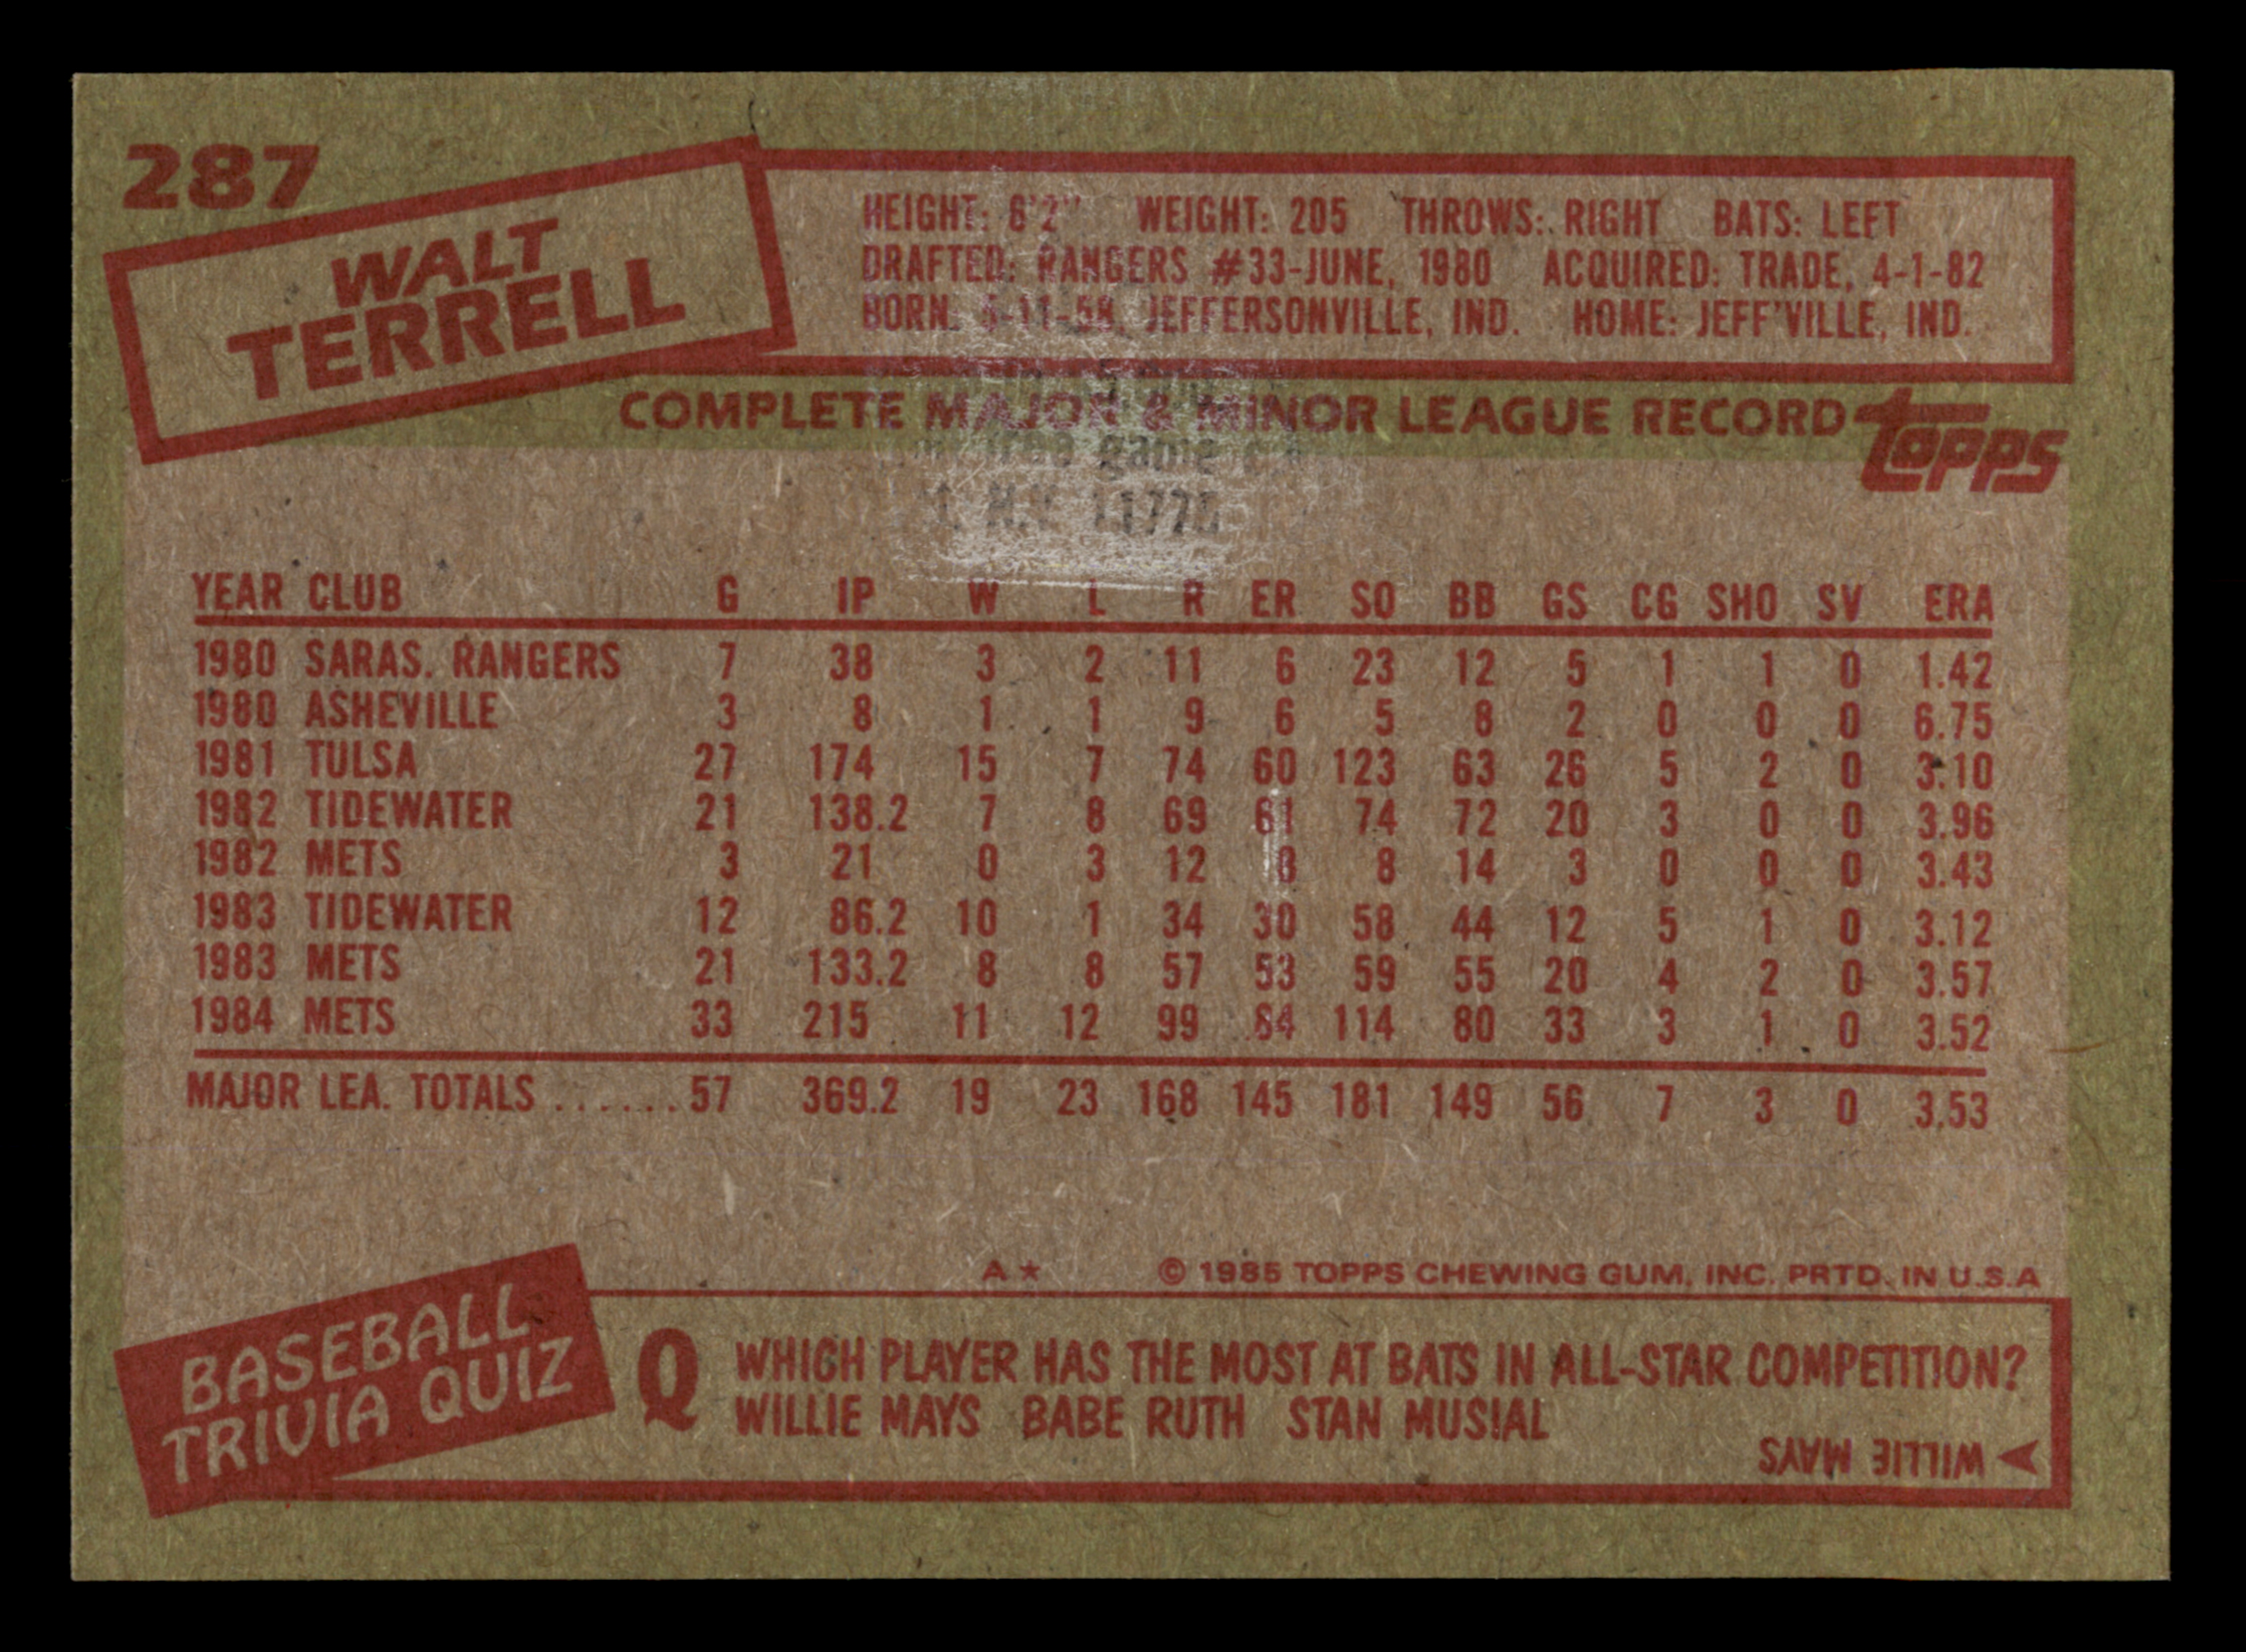 287
WALT
TERRELL
HEIGHT: 6'2" WEIGHT: 205 THROWS: RIGHT BATS: LEFT
DRAFTED: RANGERS #33-JUNE, 1980 ACQUIRED: TRADE, 4-1-82
BORN: 5-11-58, JEFFERSONVILLE, IND. HOME: JEFF'VILLE, IND.
COMPLETE MAJOR & MINOR LEAGUE RECORD topps
free game
N.Y.
YEAR CLUB G IP W L R ER SO BB GS CG SHO SV ERA
1980 SARAS. RANGERS 7 38 3 2 11 6 23 12 5 1 1 0 1.42
1980 ASHEVILLE 3 8 1 1 9 6 5 8 2 0 0 0 6.75
1981 TULSA 27 174 15 7 74 60 123 63 26 5 2 0 3.10
1982 TIDEWATER 21 138.2 7 8 69 61 74 72 20 3 0 0 3.96
1982 METS 3 21 0 3 12 8 8 14 3 0 0 0 3.43
1983 TIDEWATER 12 86.2 10 1 34 30 58 44 12 5 1 0 3.12
1983 METS 21 133.2 8 8 57 53 59 55 20 4 2 0 3.57
1984 METS 33 215 11 12 99 84 114 80 33 3 1 0 3.52
MAJOR LEA. TOTALS ...... 57 369.2 19 23 168 145 181 149 56 7 3 0 3.53
A★ © 1985 TOPPS CHEWING GUM, INC. PRTD. IN U.S.A
BASEBALL
TRIVIA QUIZ
Q WHICH PLAYER HAS THE MOST AT BATS IN ALL-STAR COMPETITION?
WILLIE MAYS BABE RUTH STAN MUSIAL
WILLIE MAYS